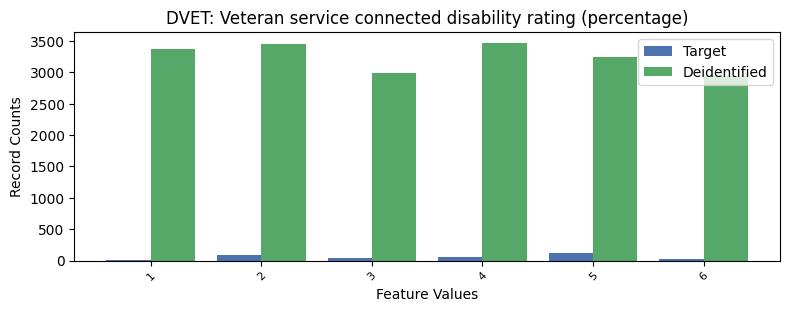 DVET: Veteran service connected disability rating (percentage)
Target
Deidentified
Record Counts
3500
3000
2500
2000
1500
1000
500
0
1 2 3 4 5 6
Feature Values